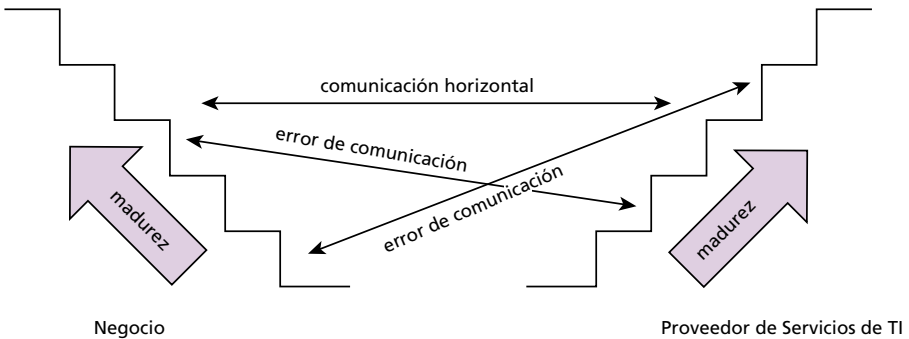 comunicación horizontal
error de comunicación
error de comunicación
madurez
madurez
Negocio
Proveedor de Servicios de TI